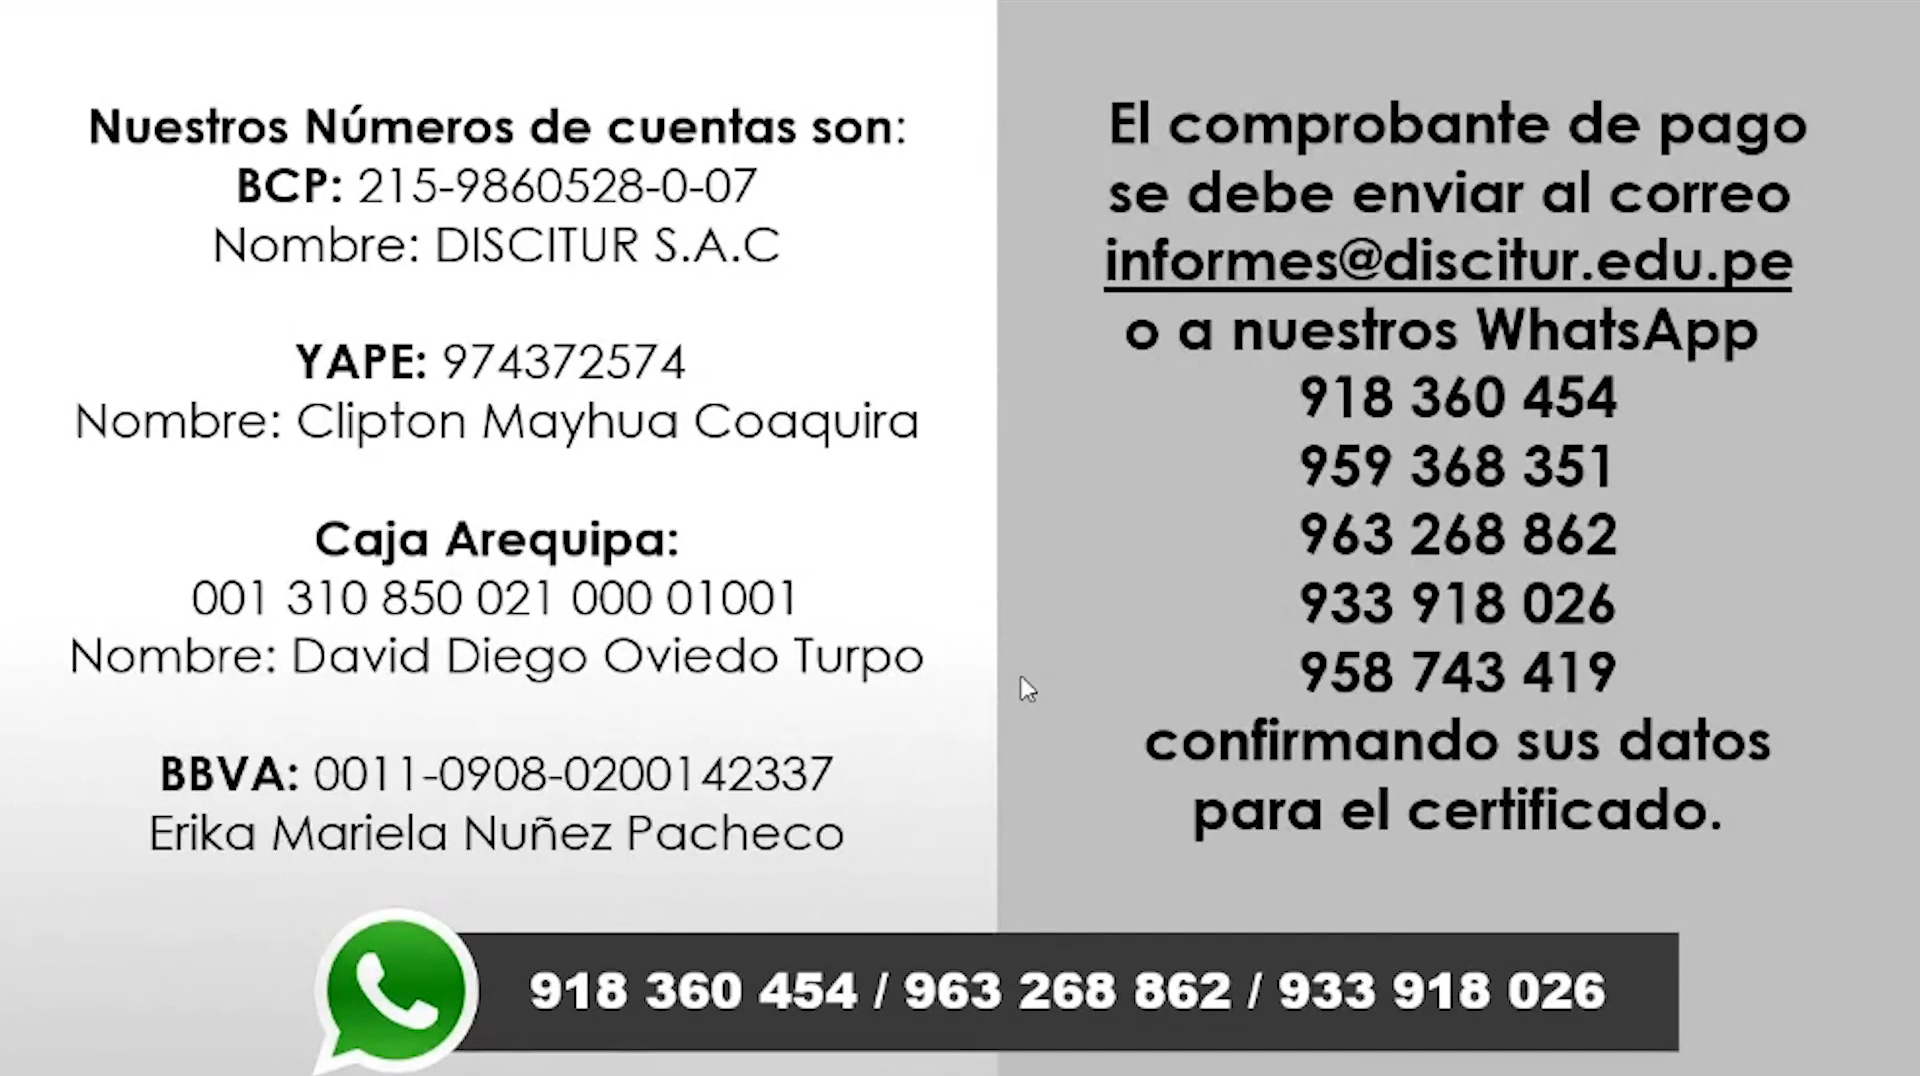 Nuestros Números de cuentas son:
BCP: 215-9860528-0-07
Nombre: DISCITUR S.A.C
YAPE: 974372574
Nombre: Clipton Mayhua Coaquira
Caja Arequipa:
001 310 850 021 000 01001
Nombre: David Diego Oviedo Turpo
BBVA: 0011-0908-0200142337
Erika Mariela Nuñez Pacheco
El comprobante de pago
se debe enviar al correo
informes@discitur.edu.pe
o a nuestros WhatsApp
918 360 454
959 368 351
963 268 862
933 918 026
958 743 419
confirmando sus datos
para el certificado.
918 360 454 / 963 268 862 / 933 918 026